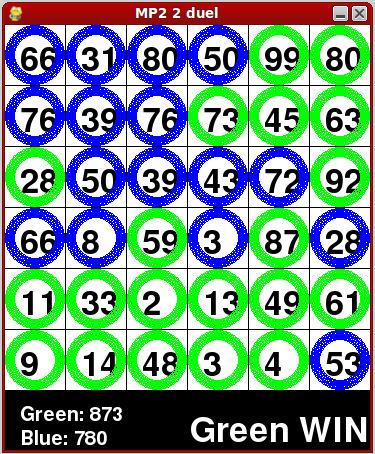 MP2 2 duel
66 31 80 50 99 80
76 39 76 73 45 63
28 50 39 43 72 92
66 8 59 3 87 28
11 33 2 13 49 61
9 14 48 3 4 53
Green: 873
Blue: 780
Green WIN